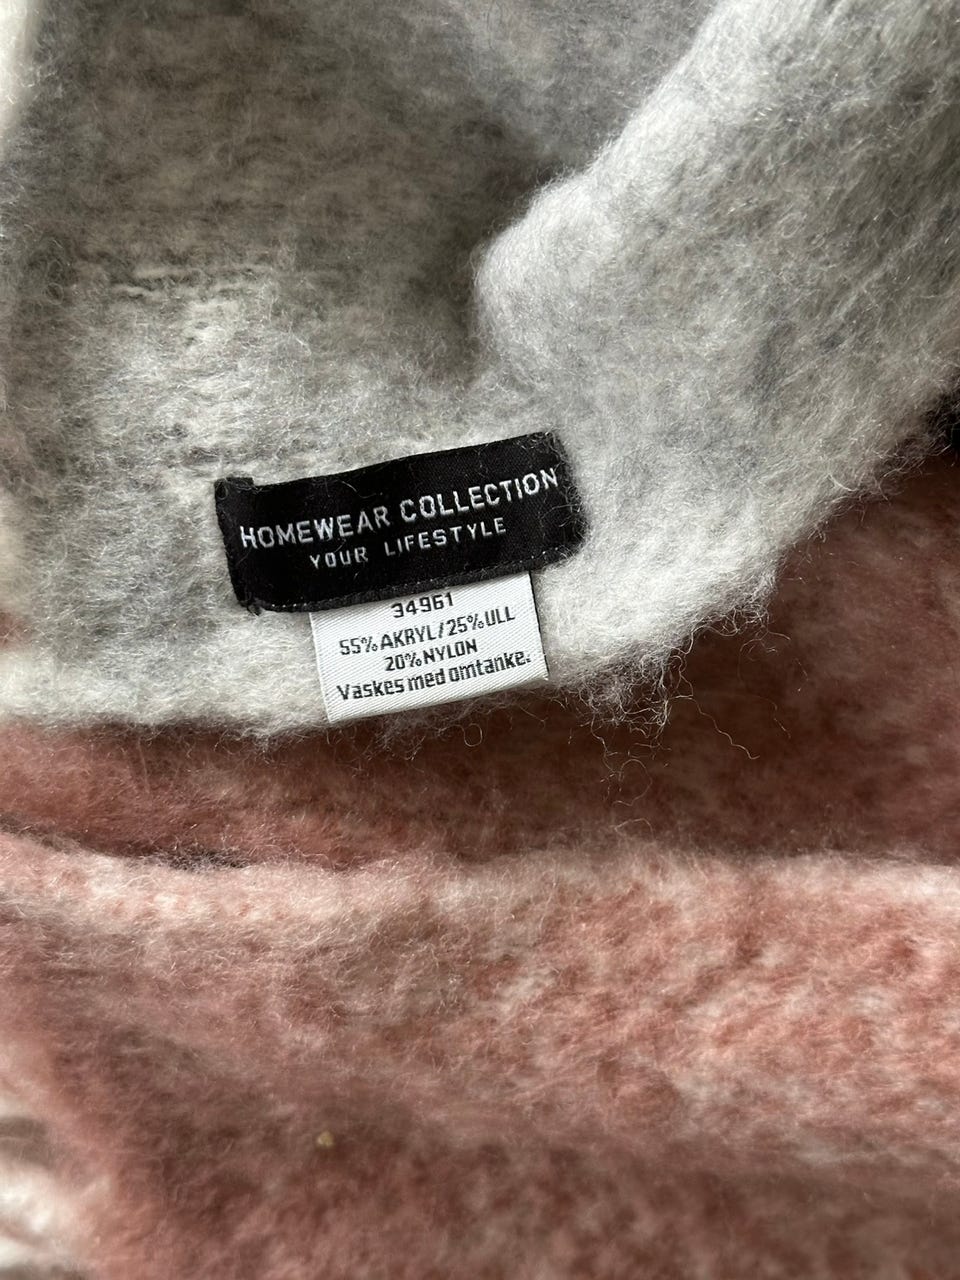 HOMEWEAR COLLECTION
YOUR LIFESTYLE
34961
55% AKRYL/25% ULL
20% NYLON
Vaskes med omtanke.